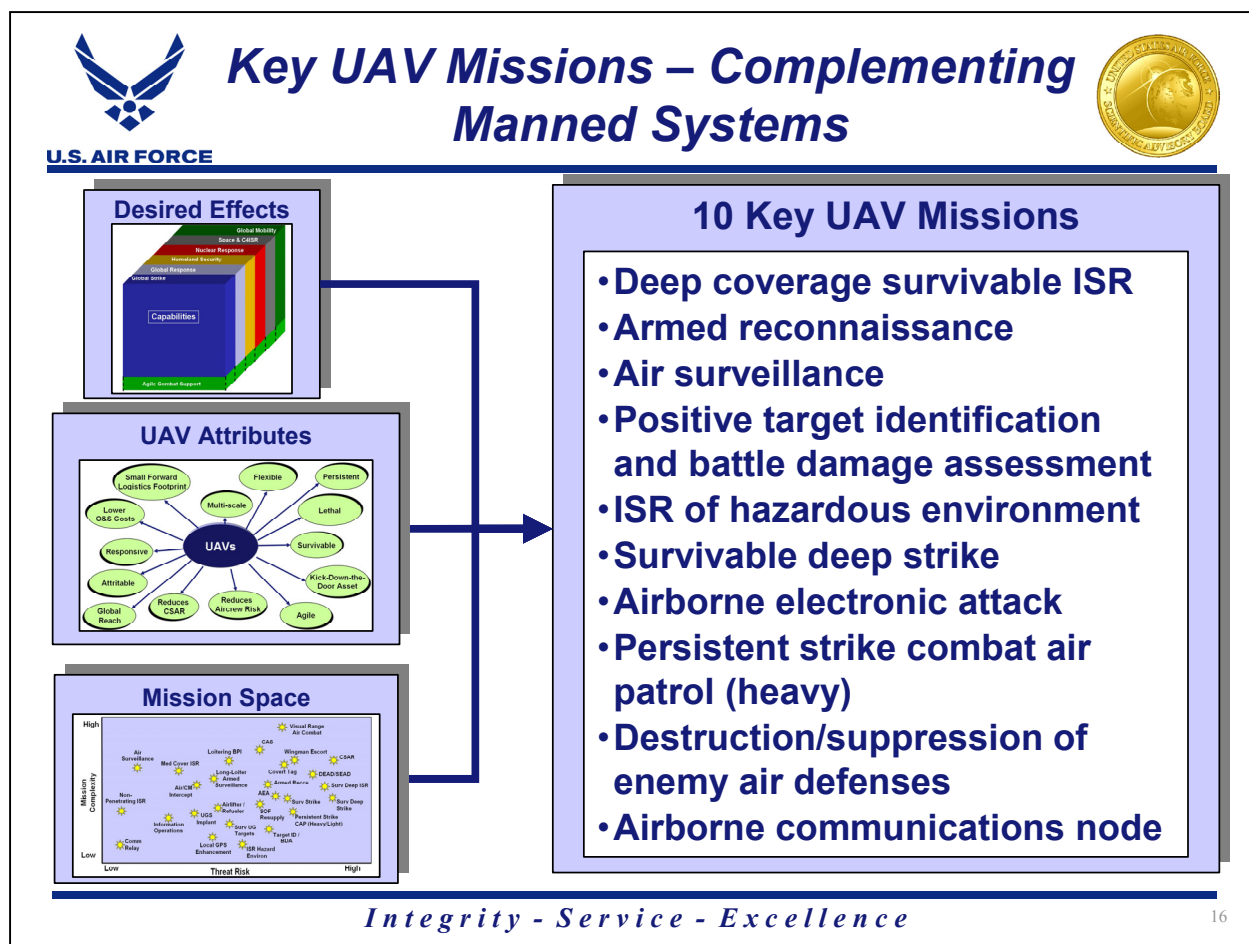 Key UAV Missions – Complementing
Manned Systems
U.S. AIR FORCE
UNITED STATES AIR FORCE
SCIENTIFIC ADVISORY BOARD
Desired Effects
Global Mobility
Space & C4ISR
Nuclear Response
Homeland Security
Global Response
Global Strike
Capabilities
Agile Combat Support
UAV Attributes
Small Forward
Logistics Footprint
Flexible
Persistent
Multi-scale
Lower
O&S Costs
Lethal
Responsive
UAVs
Survivable
Attritable
Kick-Down-the-
Door Asset
Global
Reach
Reduces
CSAR
Reduces
Aircrew Risk
Agile
Mission Space
High
Mission
Complexity
Low
Visual Range
Air Combat
CAS
Air
Surveillance
Loitering BPI
Wingman Escort
CSAR
Med Cover ISR
Covert Tag
Long-Loiter
Armed
Surveillance
DEAD/SEAD
Air/CM
Intercept
Armed Recce
Surv Deep ISR
Non-
Penetrating ISR
AEA
Surv Strike
Surv Deep
Strike
Airlifter /
Refueler
SOF
Resupply
Persistent Strike
CAP (Heavy/Light)
UGS
Implant
Information
Operations
Surv UG
Targets
Target ID /
BDA
Comm
Relay
Local GPS
Enhancement
ISR Hazard
Environ
Low
Threat Risk
High
10 Key UAV Missions
•Deep coverage survivable ISR
•Armed reconnaissance
•Air surveillance
•Positive target identification
and battle damage assessment
•ISR of hazardous environment
•Survivable deep strike
•Airborne electronic attack
•Persistent strike combat air
patrol (heavy)
•Destruction/suppression of
enemy air defenses
•Airborne communications node
Integrity - Service - Excellence
16